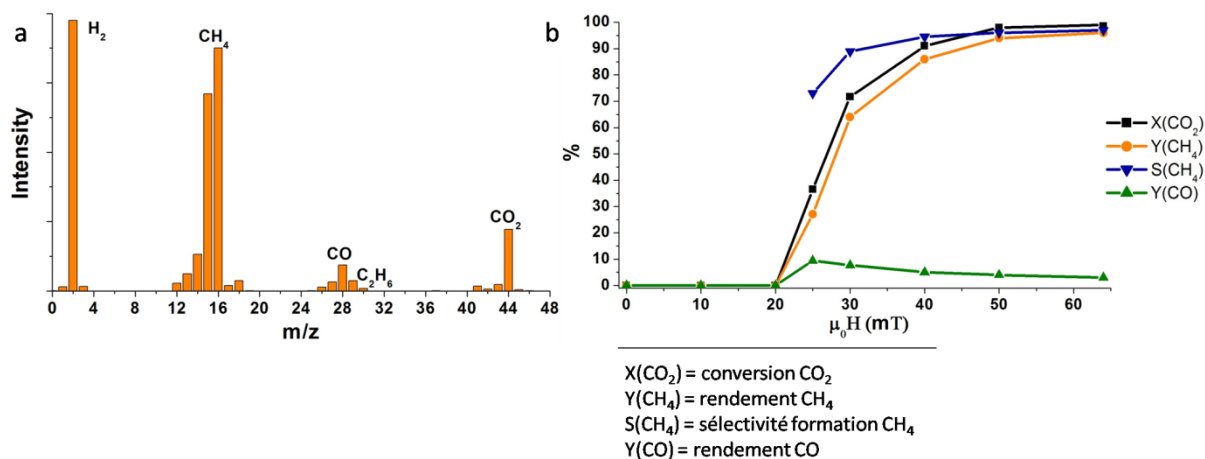 a
H₂
CH₄
CO
C₂H₆
CO₂
Intensity
0 4 8 12 16 20 24 28 32 36 40 44 48
m/z
b
100
90
80
70
60
50
40
30
20
10
0
%
0 10 20 30 40 50 60
μ₀H (mT)
X(CO₂)
Y(CH₄)
S(CH₄)
Y(CO)
X(CO₂) = conversion CO₂
Y(CH₄) = rendement CH₄
S(CH₄) = sélectivité formation CH₄
Y(CO) = rendement CO